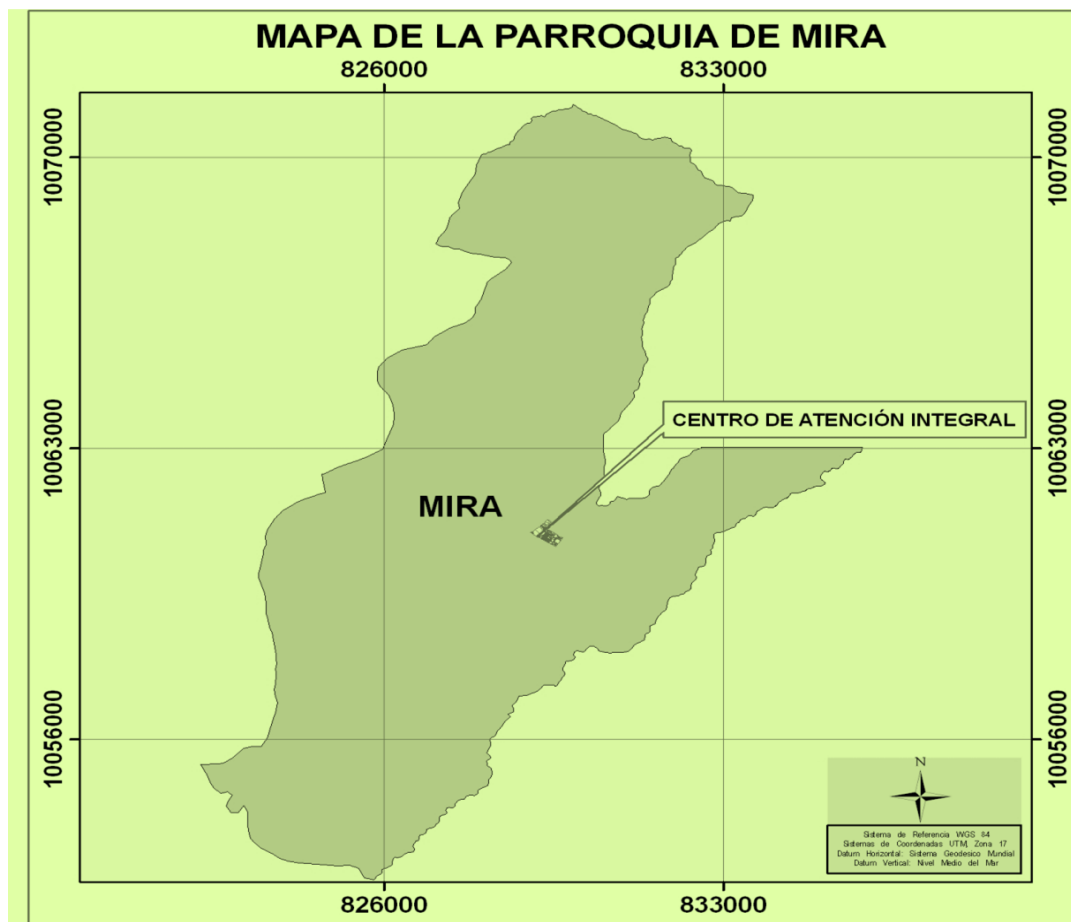 MAPA DE LA PARROQUIA DE MIRA
826000 833000
10070000 10070000
CENTRO DE ATENCIÓN INTEGRAL
10063000 10063000
MIRA
10056000 10056000
N
Sistema de Referencia WGS 84
Sistemas de Coordenadas UTM, Zona 17
Datum Horizontal: Sistema Geodesico Mundial
Datum Vertical: Nivel Medio del Mar
826000 833000